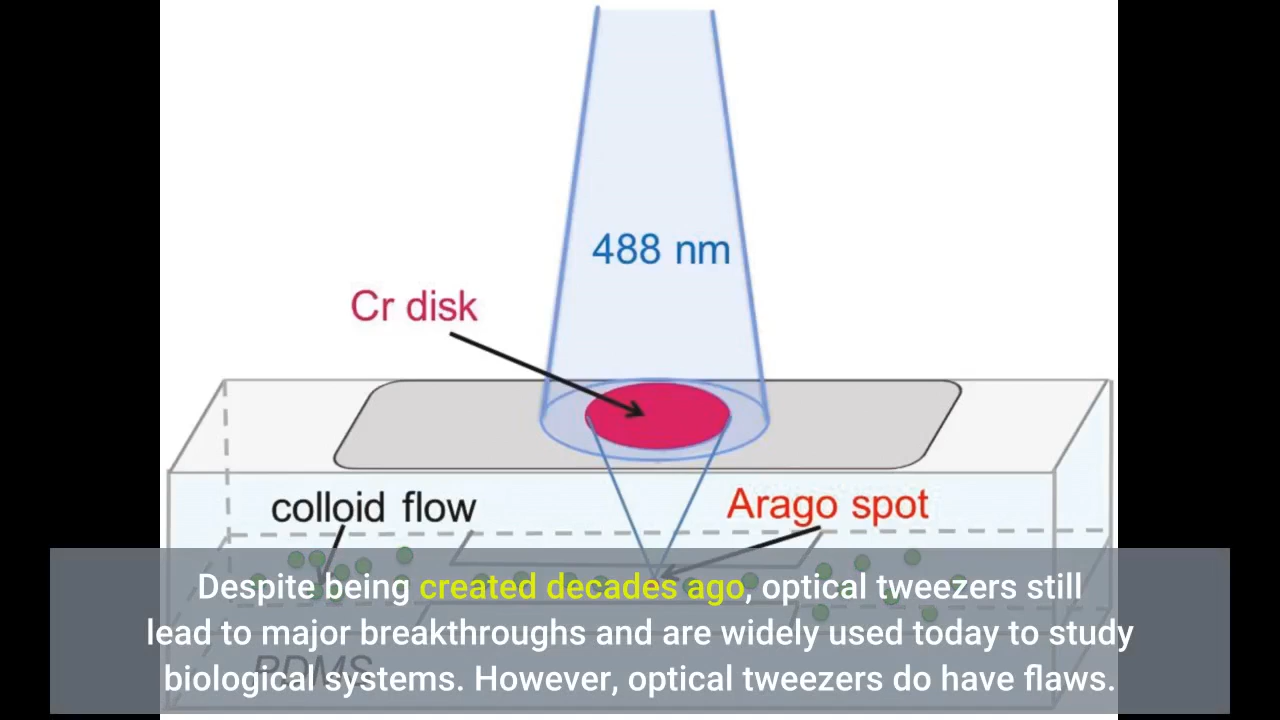 488 nm
Cr disk
colloid flow
Arago spot
PDMS
Despite being created decades ago, optical tweezers still
lead to major breakthroughs and are widely used today to study
biological systems. However, optical tweezers do have flaws.